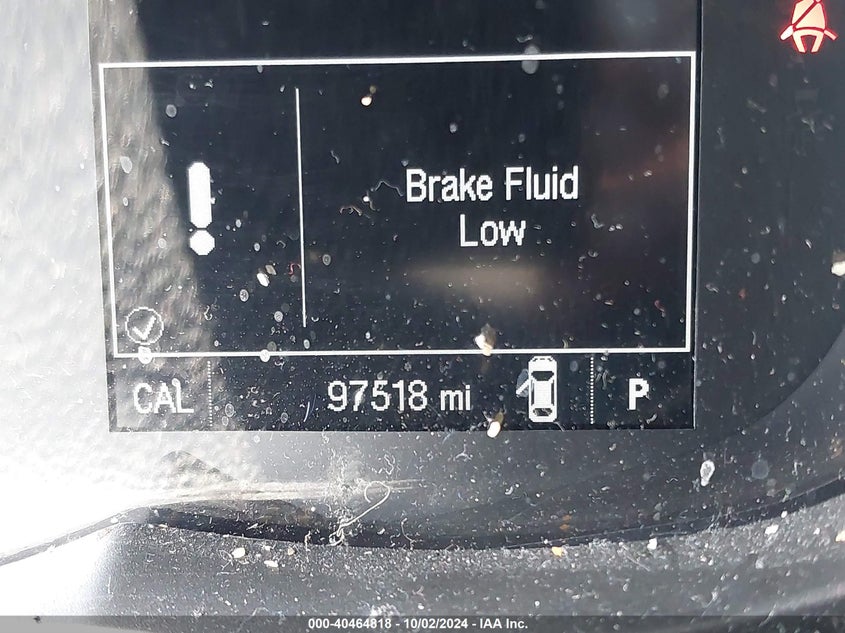 Brake Fluid
Low
CAL 97518 mi P
000-40464818 - 10/02/2024 - IAA Inc.